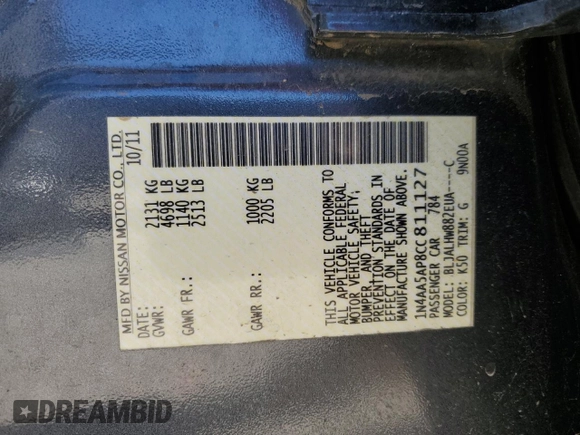 MFD BY NISSAN MOTOR CO., LTD.
DATE: 10/11
GVWR: 2131 KG
4698 LB
GAWR FR.: 1140 KG
2513 LB
GAWR RR.: 1000 KG
2205 LB
THIS VEHICLE CONFORMS TO
ALL APPLICABLE FEDERAL
MOTOR VEHICLE SAFETY,
BUMPER, AND THEFT
PREVENTION STANDARDS IN
EFFECT ON THE DATE OF
MANUFACTURE SHOWN ABOVE.
1N4AA5AP8CC811127
PASSENGER CAR 784
MODEL: BLJALHW8B2EUA----C
COLOR: K50 TRIM: G 9N00A
DREAMBID